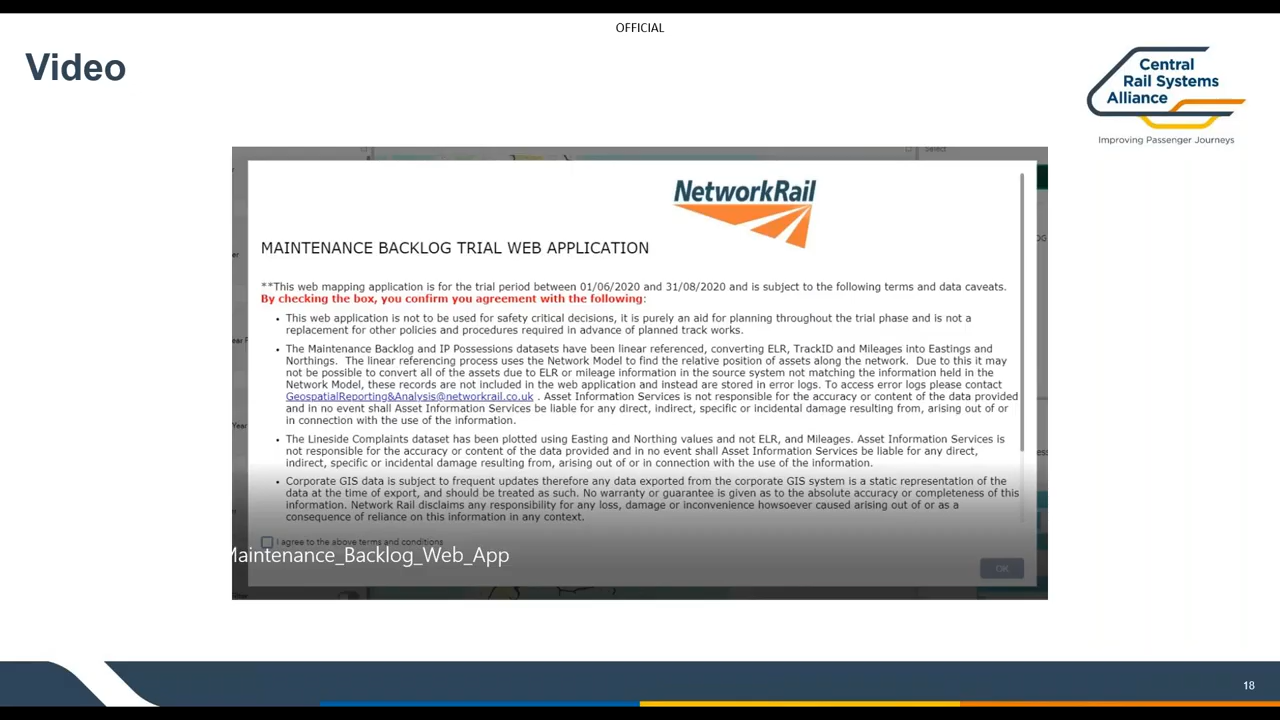 OFFICIAL
Video
Central
Rail Systems
Alliance
Improving Passenger Journeys
NetworkRail
MAINTENANCE BACKLOG TRIAL WEB APPLICATION
**This web mapping application is for the trial period between 01/06/2020 and 31/08/2020 and is subject to the following terms and data caveats.
By checking the box, you confirm you agreement with the following:
• This web application is not to be used for safety critical decisions, it is purely an aid for planning throughout the trial phase and is not a
replacement for other policies and procedures required in advance of planned track works.
• The Maintenance Backlog and IP Possessions datasets have been linear referenced, converting ELR, TrackID and Mileages into Eastings and
Northings. The linear referencing process uses the Network Model to find the relative position of assets along the network. Due to this it may
not be possible to convert all of the assets due to ELR or mileage information in the source system not matching the information held in the
Network Model, these records are not included in the web application and instead are stored in error logs. To access error logs please contact
GeospatialReporting&Analysis@networkrail.co.uk . Asset Information Services is not responsible for the accuracy or content of the data provided
and in no event shall Asset Information Services be liable for any direct, indirect, specific or incidental damage resulting from, arising out of or
in connection with the use of the information.
• The Lineside Complaints dataset has been plotted using Easting and Northing values and not ELR, and Mileages. Asset Information Services is
not responsible for the accuracy or content of the data provided and in no event shall Asset Information Services be liable for any direct,
indirect, specific or incidental damage resulting from, arising out of or in connection with the use of the information.
• Corporate GIS data is subject to frequent updates therefore any data exported from the corporate GIS system is a static representation of the
data at the time of export, and should be treated as such. No warranty or guarantee is given as to the absolute accuracy or completeness of this
information. Network Rail disclaims any responsibility for any loss, damage or inconvenience howsoever caused arising out of or as a
consequence of reliance on this information in any context.
I agree to the above terms and conditions
Maintenance_Backlog_Web_App
OK
18